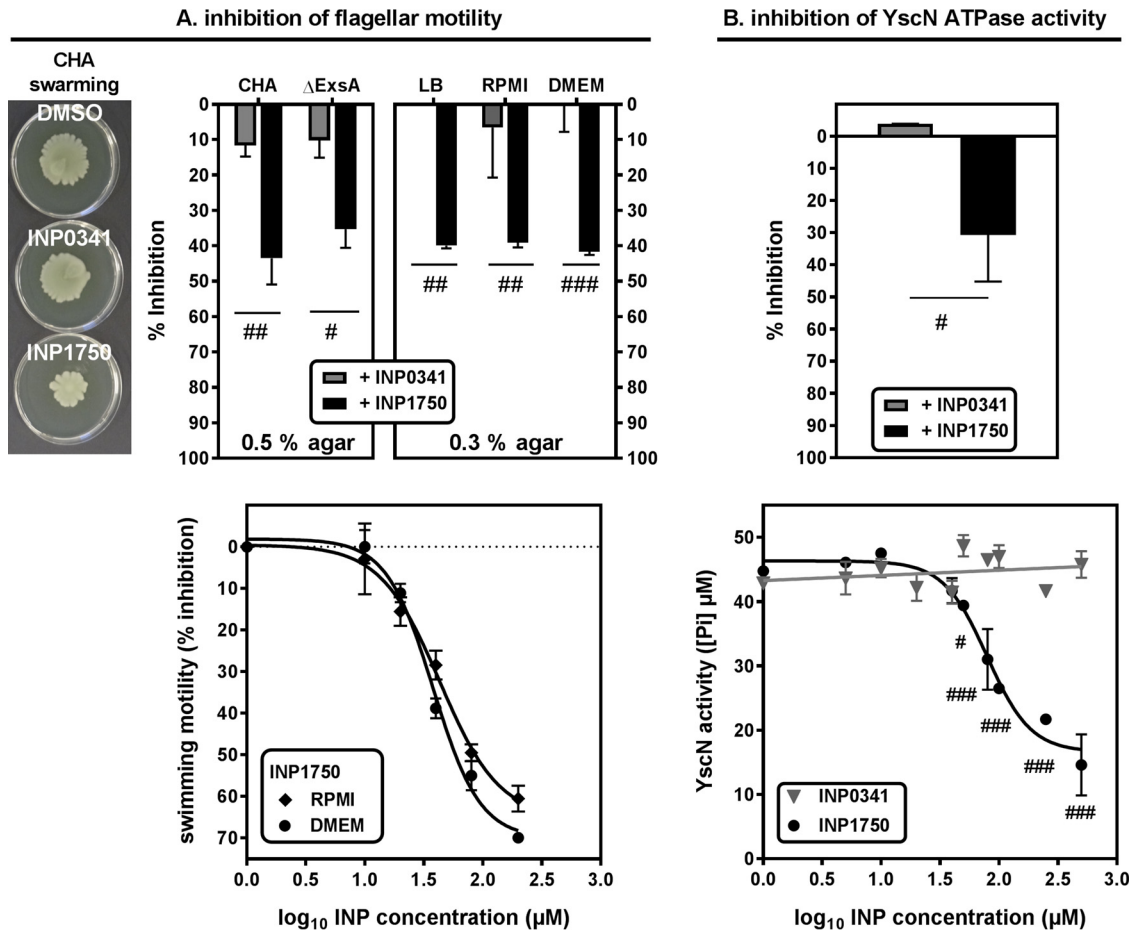 A. inhibition of flagellar motility
B. inhibition of YscN ATPase activity
CHA
swarming
DMSO
INP0341
INP1750
CHA ΔExsA
LB RPMI DMEM
% Inhibition
0
10
20
30
40
50
60
70
80
90
100
## #
## ## ###
+ INP0341
+ INP1750
0.5 % agar
0.3 % agar
0
10
20
30
40
50
60
70
80
90
100
% Inhibition
0
10
20
30
40
50
60
70
80
90
100
#
+ INP0341
+ INP1750
swimming motility (% inhibition)
0
10
20
30
40
50
60
70
INP1750
RPMI
DMEM
0.0 0.5 1.0 1.5 2.0 2.5 3.0
log10 INP concentration (µM)
YscN activity ([Pi] µM)
50
40
30
20
10
0
#
###
###
###
###
INP0341
INP1750
0.0 0.5 1.0 1.5 2.0 2.5 3.0
log10 INP concentration (µM)